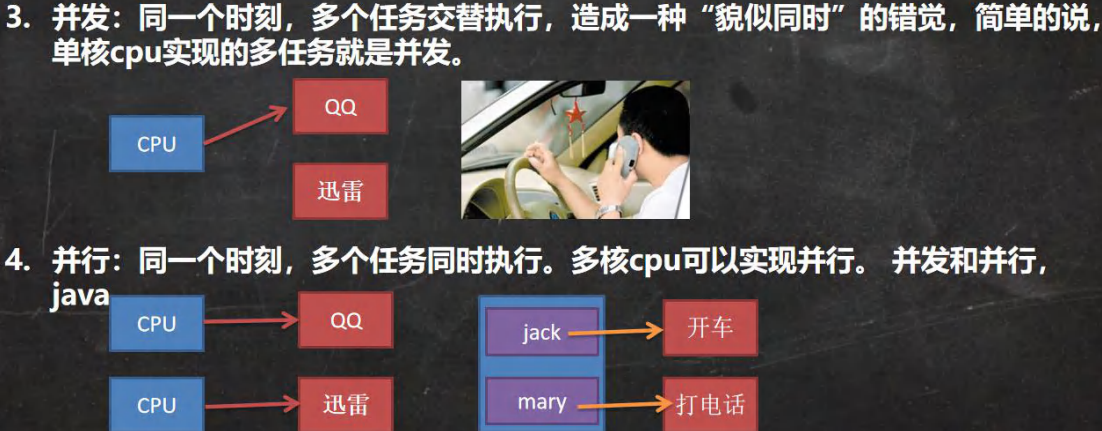 3. 并发：同一个时刻，多个任务交替执行，造成一种“貌似同时”的错觉，简单的说，
单核cpu实现的多任务就是并发。
QQ
CPU
迅雷
4. 并行：同一个时刻，多个任务同时执行。多核cpu可以实现并行。 并发和并行，
java
CPU
QQ
jack
开车
CPU
迅雷
mary
打电话